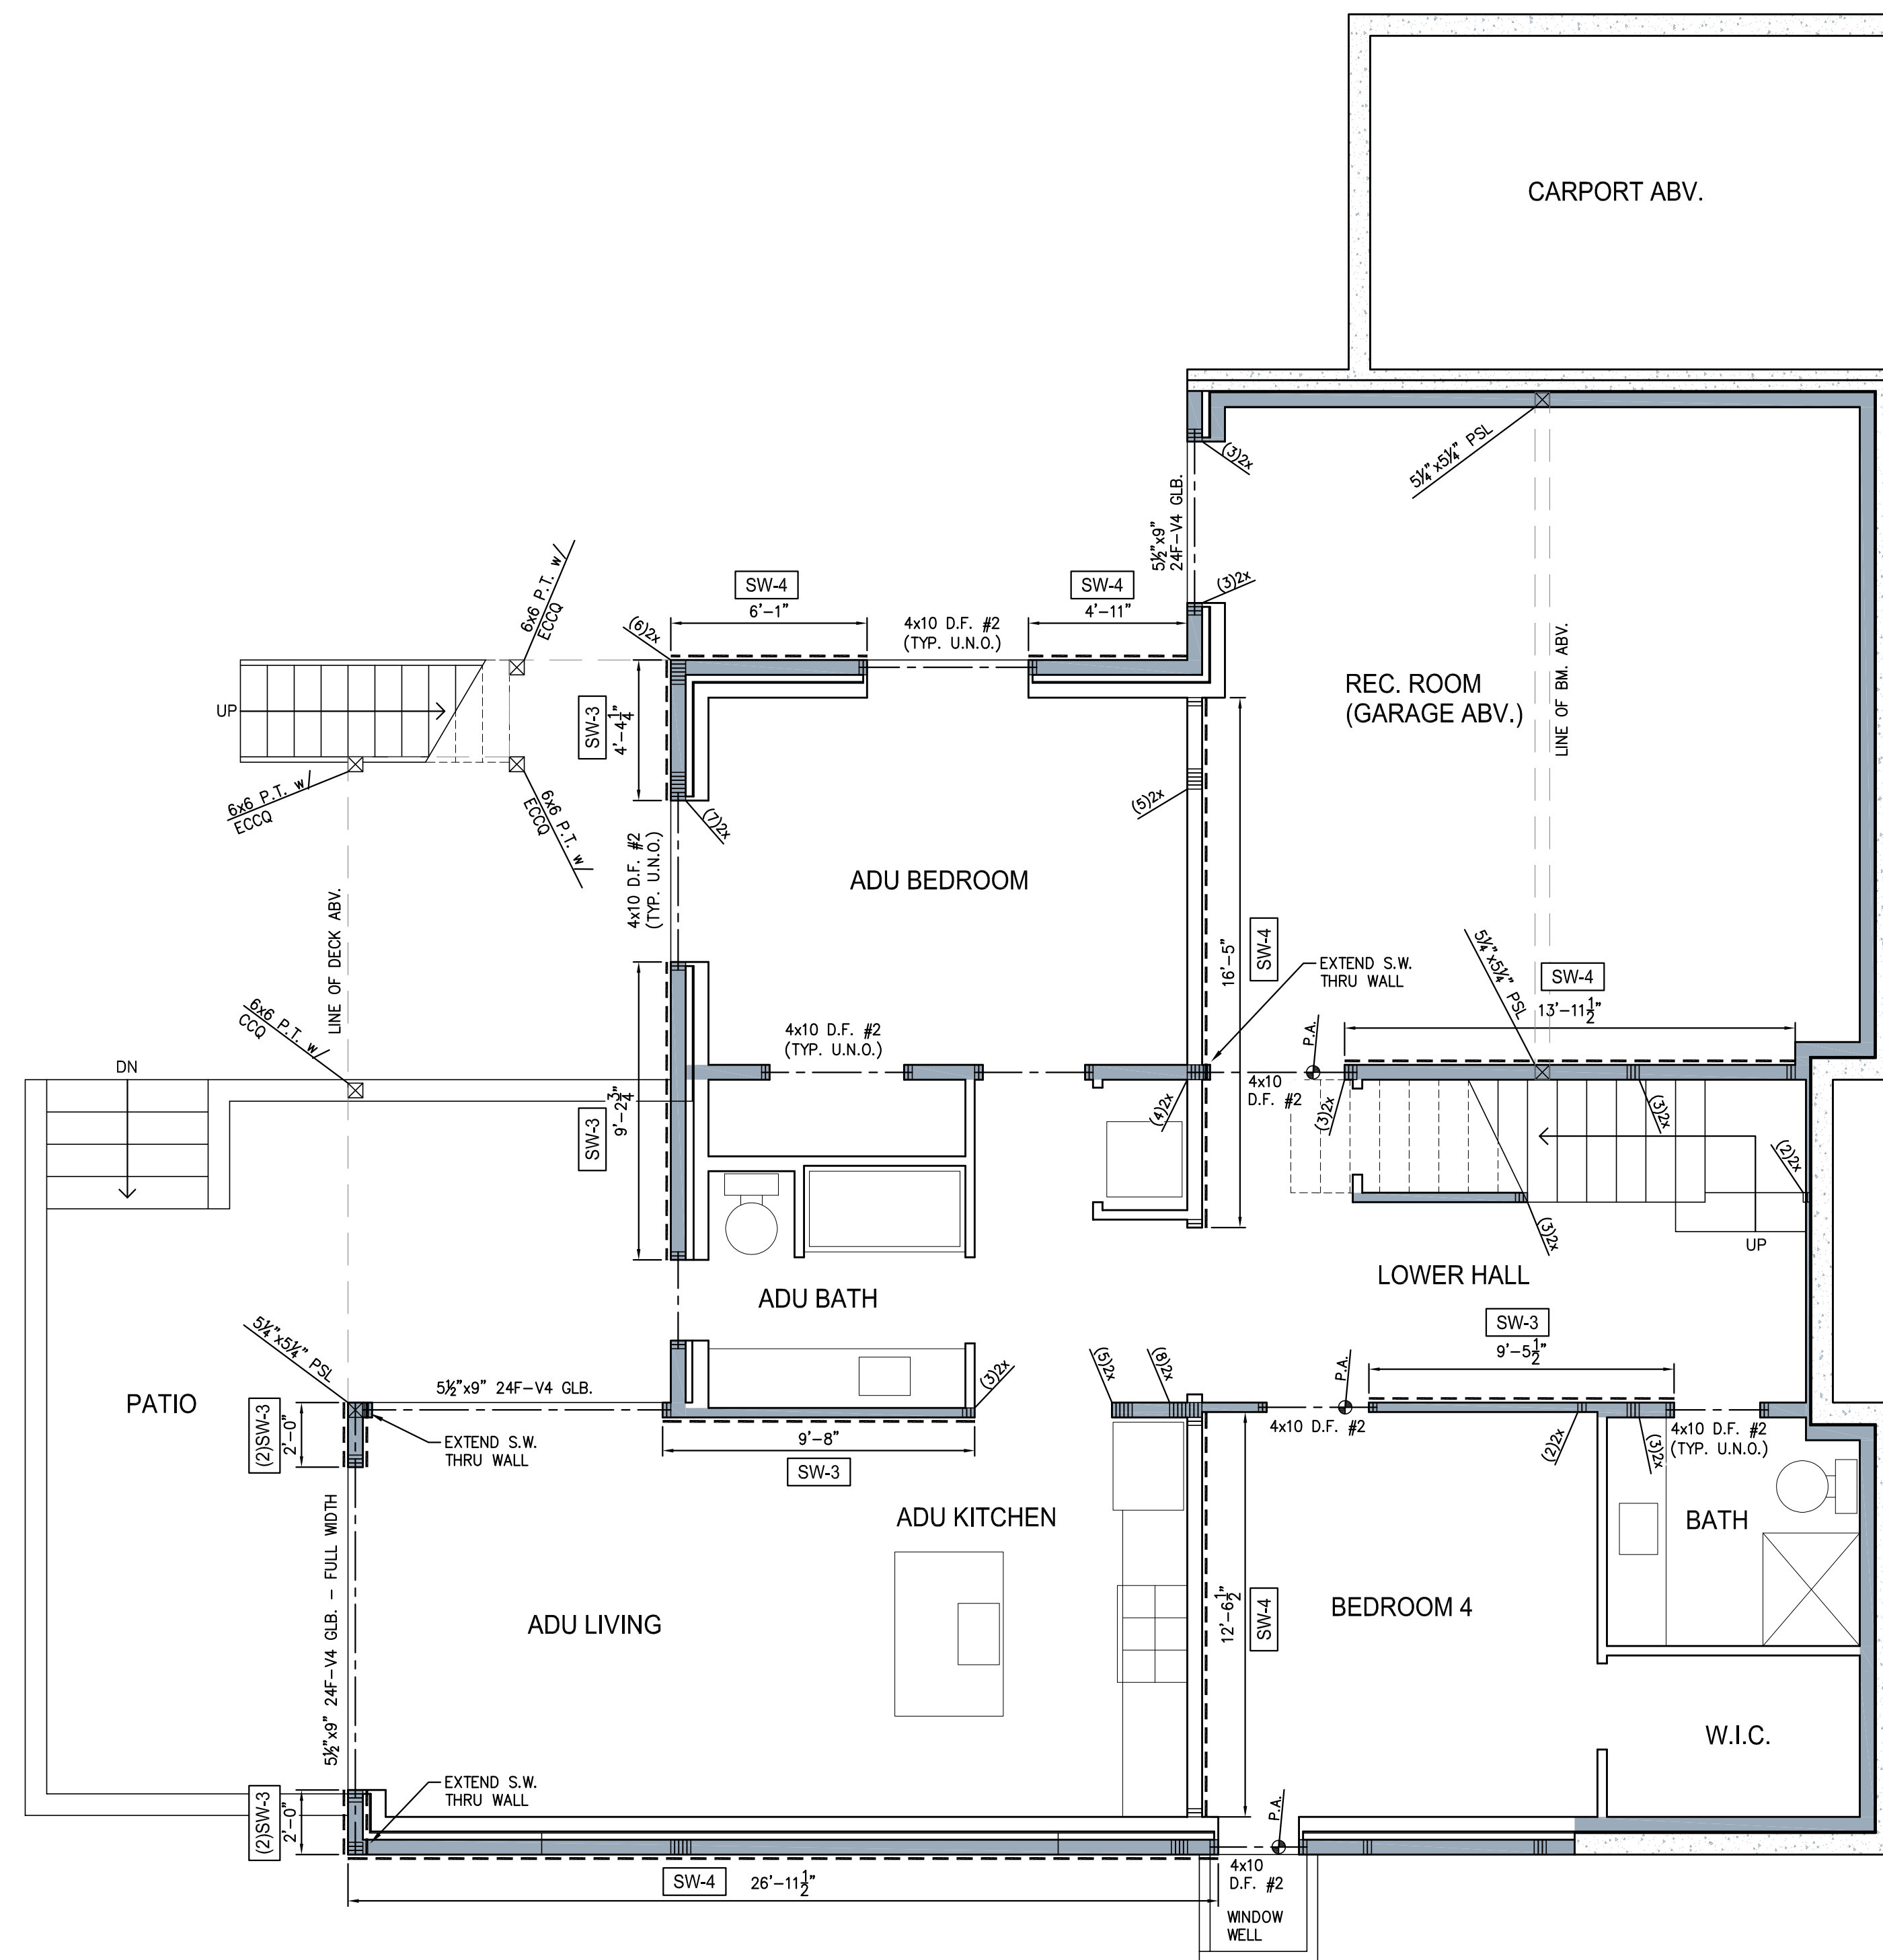 CARPORT ABV.
5¼"x5¼" PSL
(3)2x
5½"x9"
24F-V4 GLB.
(3)2x
6x6 P.T. w/
ECCQ
SW-4
6'-1"
SW-4
4'-11"
(6)2x
4x10 D.F. #2
(TYP. U.N.O.)
REC. ROOM
(GARAGE ABV.)
LINE OF BM. ABV.
UP
SW-3
4'-4¼"
6x6 P.T. w/
ECCQ
6x6 P.T. w/
ECCQ
(7)2x
(5)2x
4x10 D.F. #2
(TYP. U.N.O.)
ADU BEDROOM
LINE OF DECK ABV.
16'-5"
SW-4
EXTEND S.W.
THRU WALL
5¼"x5¼" PSL
SW-4
13'-11½"
6x6 P.T. w/
CCQ
4x10 D.F. #2
(TYP. U.N.O.)
P.A.
DN
SW-3
9'-2¾"
(4)2x
4x10
D.F. #2
(3)2x
(3)2x
(2)2x
(3)2x
UP
LOWER HALL
ADU BATH
SW-3
9'-5½"
5¼"x5¼" PSL
5½"x9" 24F-V4 GLB.
(3)2x
(5)2x
(8)2x
P.A.
PATIO
(2)SW-3
2'-0"
EXTEND S.W.
THRU WALL
9'-8"
SW-3
4x10 D.F. #2
(2)2x
(3)2x
4x10 D.F. #2
(TYP. U.N.O.)
ADU KITCHEN
BATH
5½"x9" 24F-V4 GLB. - FULL WIDTH
ADU LIVING
12'-6½"
SW-4
BEDROOM 4
W.I.C.
(2)SW-3
2'-0"
EXTEND S.W.
THRU WALL
P.A.
SW-4
26'-11½"
4x10
D.F. #2
WINDOW
WELL